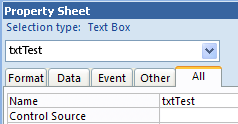 Property Sheet
Selection type: Text Box
txtTest
Format Data Event Other All
Name txtTest
Control Source